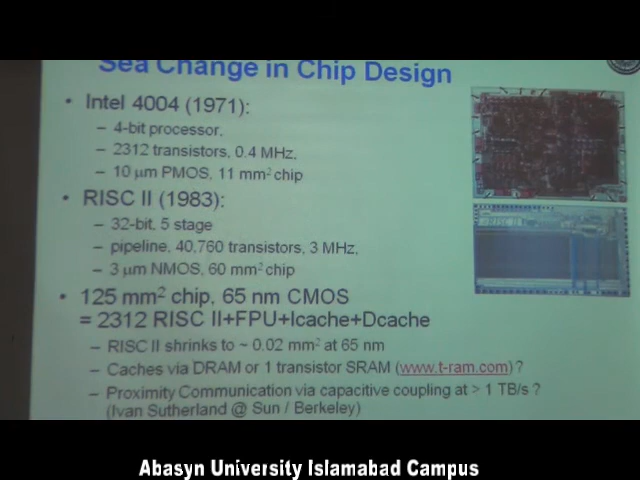 Sea Change in Chip Design
• Intel 4004 (1971):
– 4-bit processor,
– 2312 transistors, 0.4 MHz,
– 10 μm PMOS, 11 mm² chip
• RISC II (1983):
– 32-bit, 5 stage
– pipeline, 40,760 transistors, 3 MHz,
– 3 μm NMOS, 60 mm² chip
• 125 mm² chip, 65 nm CMOS
= 2312 RISC II+FPU+Icache+Dcache
– RISC II shrinks to ~ 0.02 mm² at 65 nm
– Caches via DRAM or 1 transistor SRAM (www.t-ram.com) ?
– Proximity Communication via capacitive coupling at > 1 TB/s ?
(Ivan Sutherland @ Sun / Berkeley)
RISC II
Abasyn University Islamabad Campus